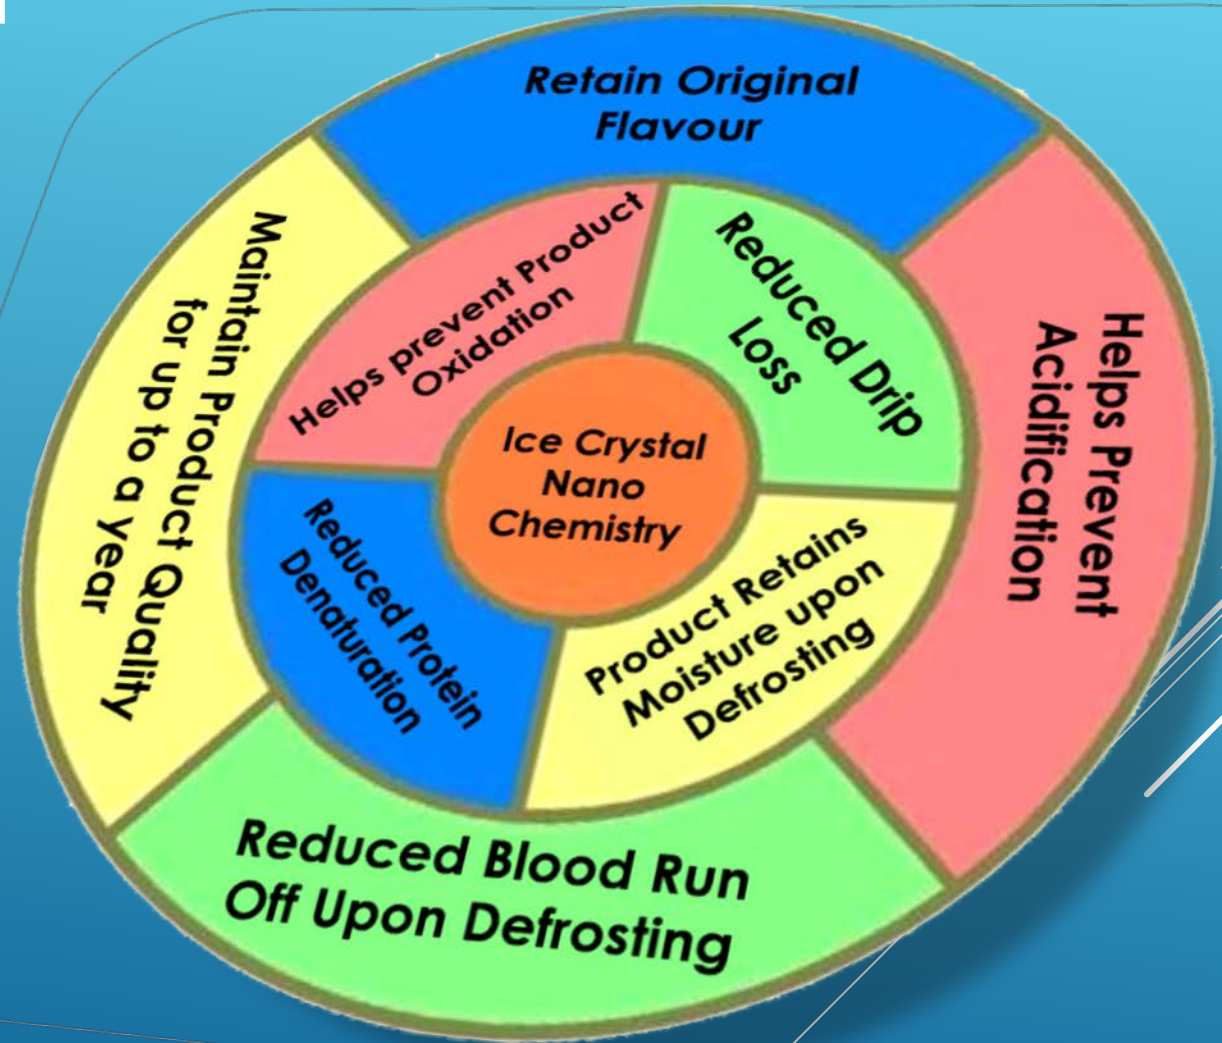 Retain Original
Flavour
Helps prevent Product
Oxidation
Reduced Drip
Loss
Helps Prevent
Acidification
Maintain Product Quality
for up to a year
Ice Crystal
Nano
Chemistry
Reduced Protein
Denaturation
Product Retains
Moisture upon
Defrosting
Reduced Blood Run
Off Upon Defrosting